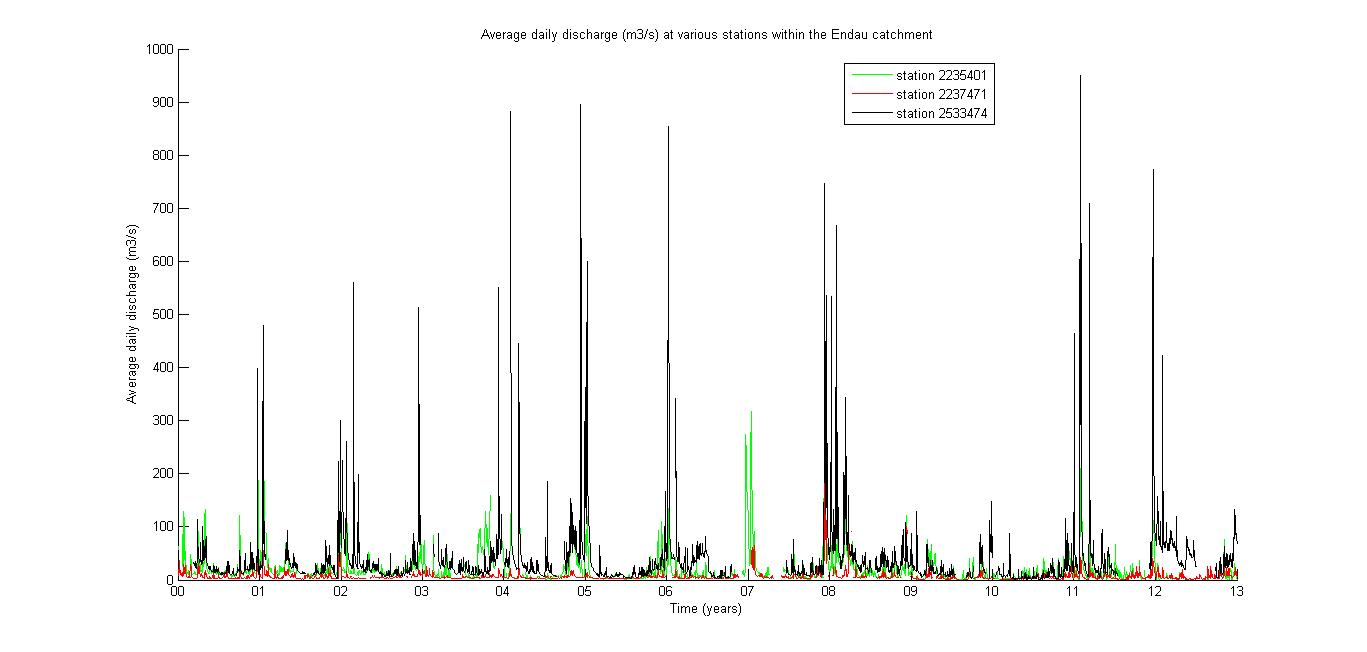 Average daily discharge (m3/s) at various stations within the Endau catchment
1000
900
800
700
600
500
400
300
200
100
0
Average daily discharge (m3/s)
station 2235401
station 2237471
station 2533474
00 01 02 03 04 05 06 07 08 09 10 11 12 13
Time (years)